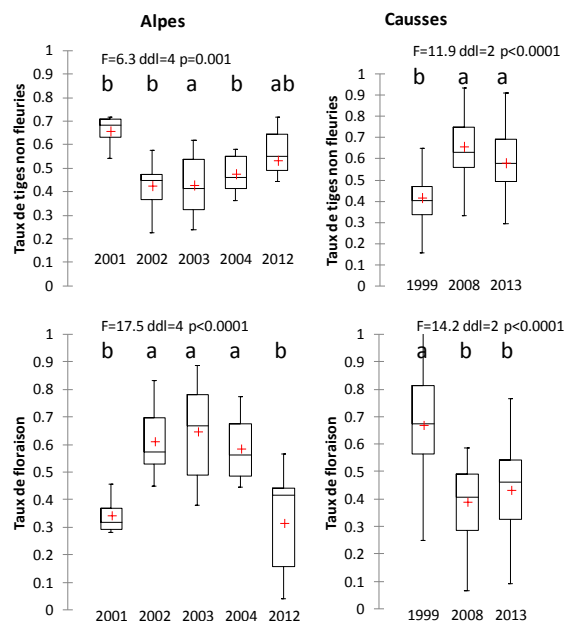 Alpes
Causses
F=6.3 ddl=4 p=0.001
b b a b ab
Taux de tiges non fleuries
1
0.9
0.8
0.7
0.6
0.5
0.4
0.3
0.2
0.1
0
2001 2002 2003 2004 2012
F=11.9 ddl=2 p<0.0001
b a a
Taux de tiges non fleuries
1
0.9
0.8
0.7
0.6
0.5
0.4
0.3
0.2
0.1
0
1999 2008 2013
F=17.5 ddl=4 p<0.0001
b a a a b
Taux de floraison
1
0.9
0.8
0.7
0.6
0.5
0.4
0.3
0.2
0.1
0
2001 2002 2003 2004 2012
F=14.2 ddl=2 p<0.0001
a b b
Taux de floraison
1
0.9
0.8
0.7
0.6
0.5
0.4
0.3
0.2
0.1
0
1999 2008 2013